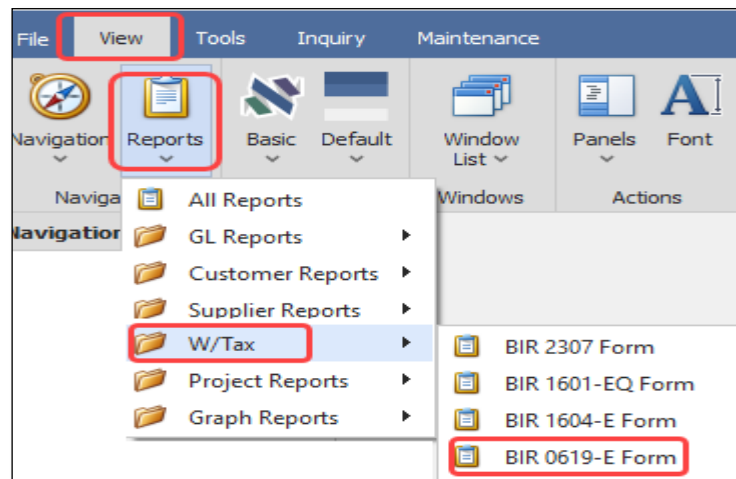 File View Tools Inquiry Maintenance
Navigation Reports Basic Default Window List Panels Font
Naviga Windows Actions
Navigation
All Reports
GL Reports
Customer Reports
Supplier Reports
W/Tax
Project Reports
Graph Reports
BIR 2307 Form
BIR 1601-EQ Form
BIR 1604-E Form
BIR 0619-E Form